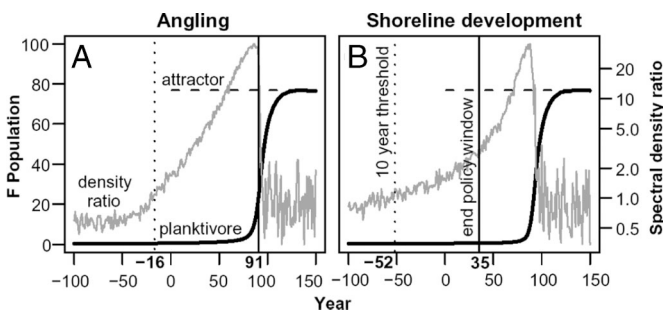 Angling
Shoreline development
A
B
F Population
100
80
60
40
20
0
attractor
density
ratio
planktivore
10 year threshold
end policy window
20
10
5.0
2.0
1.0
0.5
Spectral density ratio
−16
91
−52
35
−100 −50 0 50 100 150
−100 −50 0 50 100 150
Year